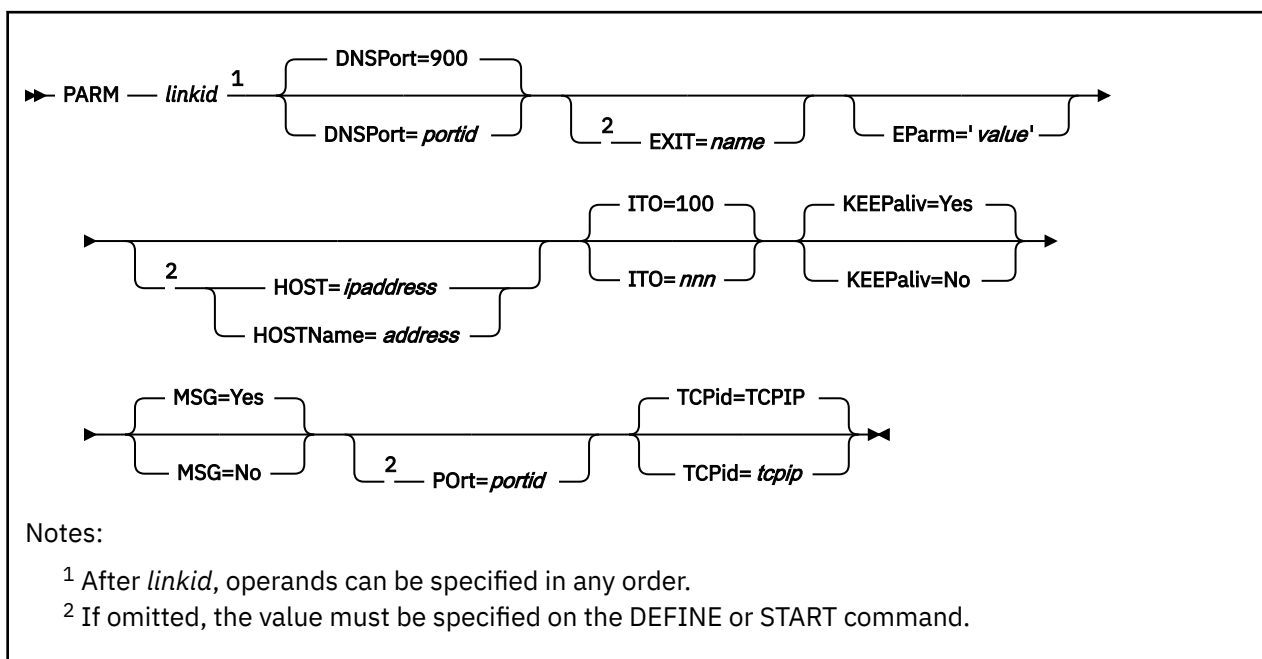 DNSPort=900
PARM linkid 1
DNSPort= portid
2 EXIT=name
EParm=' value'
ITO=100
KEEPaliv=Yes
2 HOST=ipaddress
ITO=nnn
KEEPaliv=No
HOSTName= address
MSG=Yes
TCPid=TCPIP
MSG=No
2 POrt=portid
TCPid= tcpip
Notes:
1 After linkid, operands can be specified in any order.
2 If omitted, the value must be specified on the DEFINE or START command.